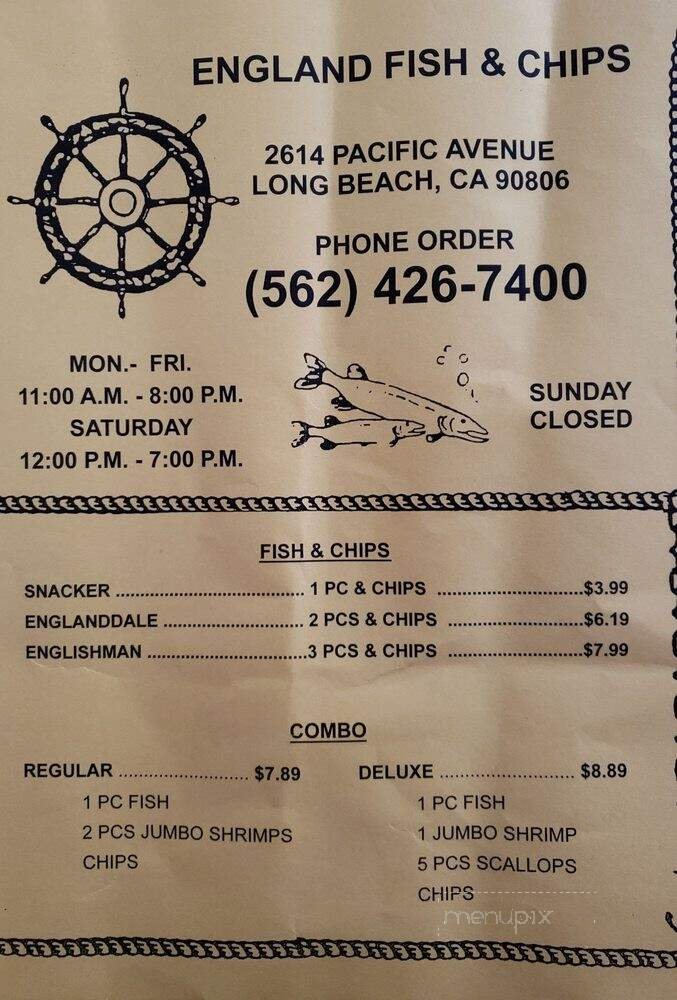 ENGLAND FISH & CHIPS
2614 PACIFIC AVENUE
LONG BEACH, CA 90806
PHONE ORDER
(562) 426-7400
MON.- FRI.
11:00 A.M. - 8:00 P.M.
SATURDAY
12:00 P.M. - 7:00 P.M.
SUNDAY
CLOSED
FISH & CHIPS
SNACKER ..................................... 1 PC & CHIPS ............................$3.99
ENGLANDDALE ........................... 2 PCS & CHIPS ..........................$6.19
ENGLISHMAN ...............................3 PCS & CHIPS ..........................$7.99
COMBO
REGULAR ......................... $7.89
1 PC FISH
2 PCS JUMBO SHRIMPS
CHIPS
DELUXE .......................... $8.89
1 PC FISH
1 JUMBO SHRIMP
5 PCS SCALLOPS
CHIPS
menupix